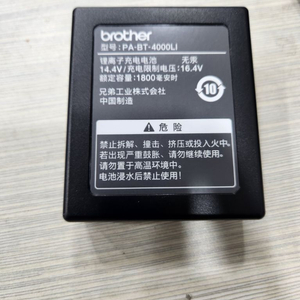 brother
型号：PA-BT-4000LI
锂离子充电电池 无汞
14.4V/充电限制电压：16.4V
额定容量：1800毫安时
兄弟工业株式会社
中国制造
10
危险
禁止拆解、撞击、挤压或投入火中。
若严重鼓胀、请勿继续使用。
请勿置于高温环境中。
电池浸水后禁止使用！